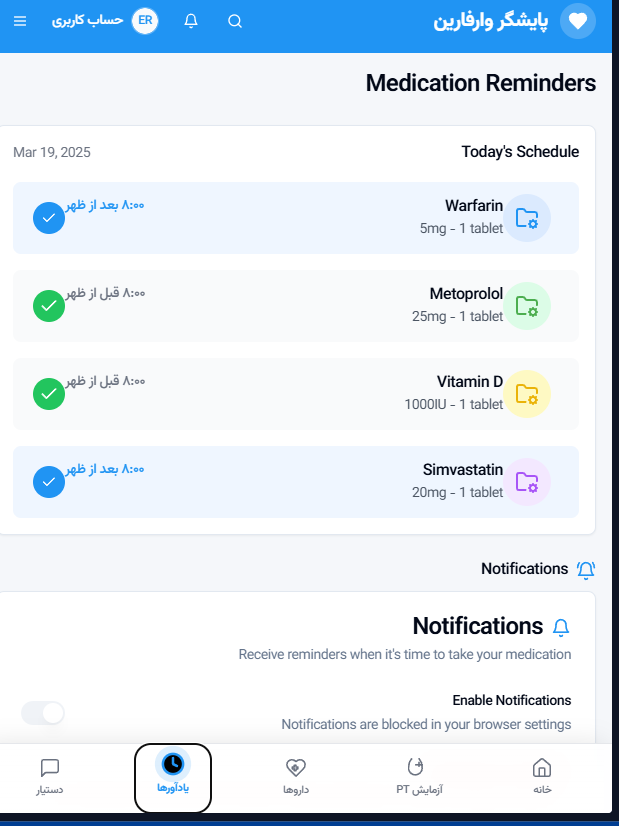 پایشگر وارفارین
ER
حساب کاربری
Medication Reminders
Today's Schedule
Mar 19, 2025
Warfarin
5mg - 1 tablet
۸:۰۰ بعد از ظهر
Metoprolol
25mg - 1 tablet
۸:۰۰ قبل از ظهر
Vitamin D
1000IU - 1 tablet
۸:۰۰ قبل از ظهر
Simvastatin
20mg - 1 tablet
۸:۰۰ بعد از ظهر
Notifications
Notifications
Receive reminders when it's time to take your medication
Enable Notifications
Notifications are blocked in your browser settings
خانه
آزمایش PT
داروها
یادآورها
دستیار